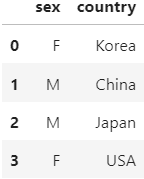 sex country
0 F Korea
1 M China
2 M Japan
3 F USA